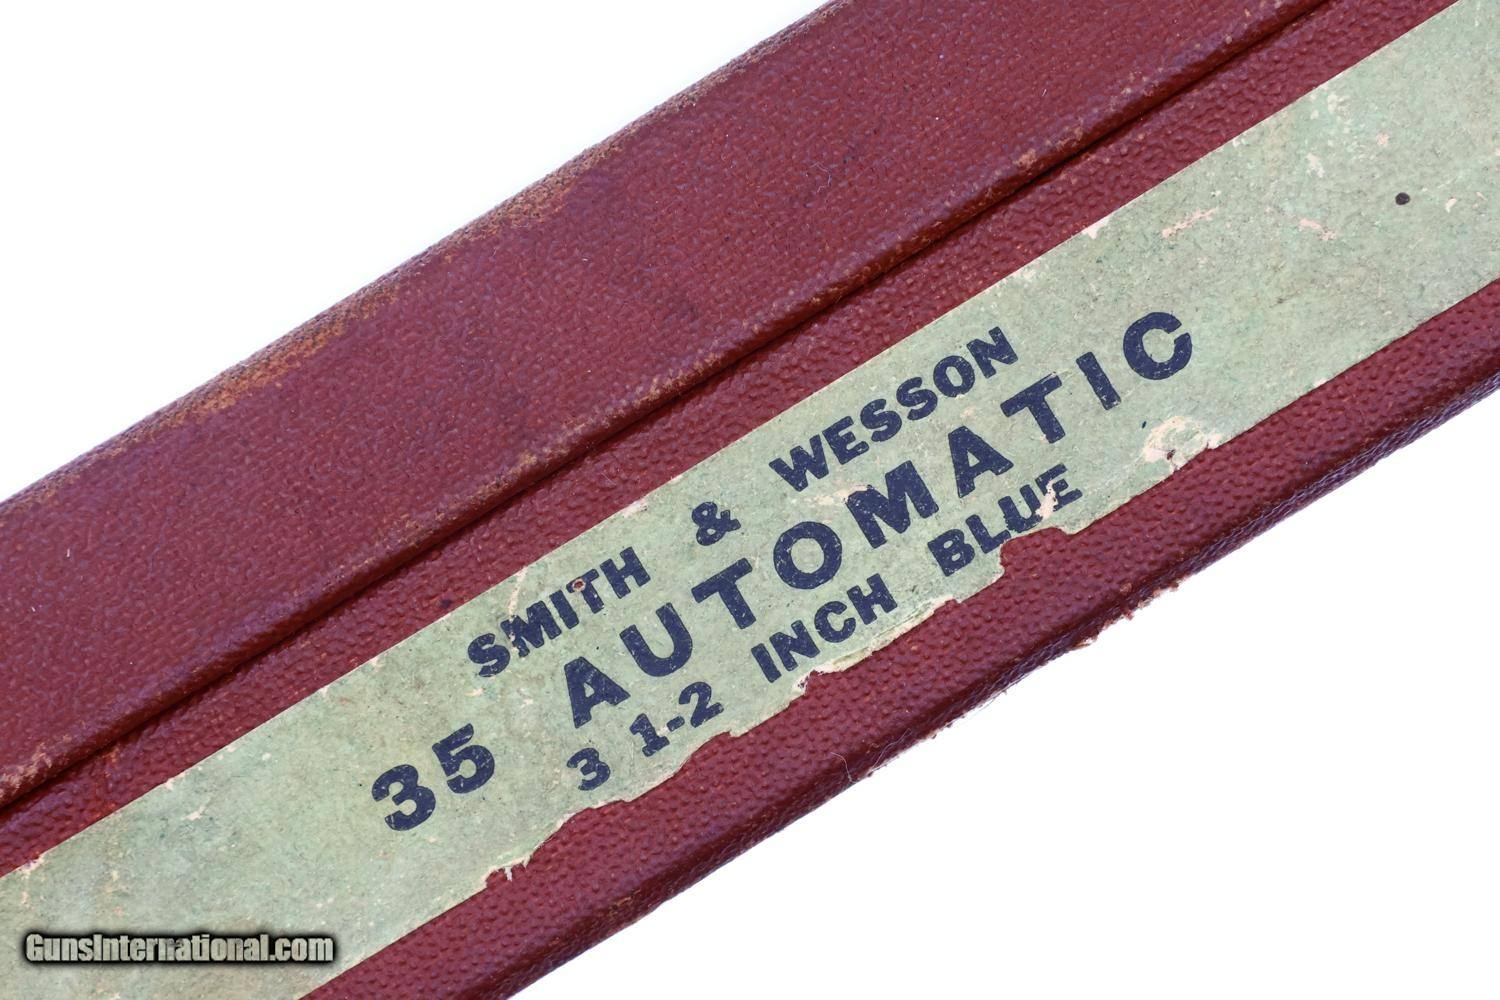 SMITH & WESSON
35 AUTOMATIC
3 1-2 INCH BLUE
GunsInternational.com